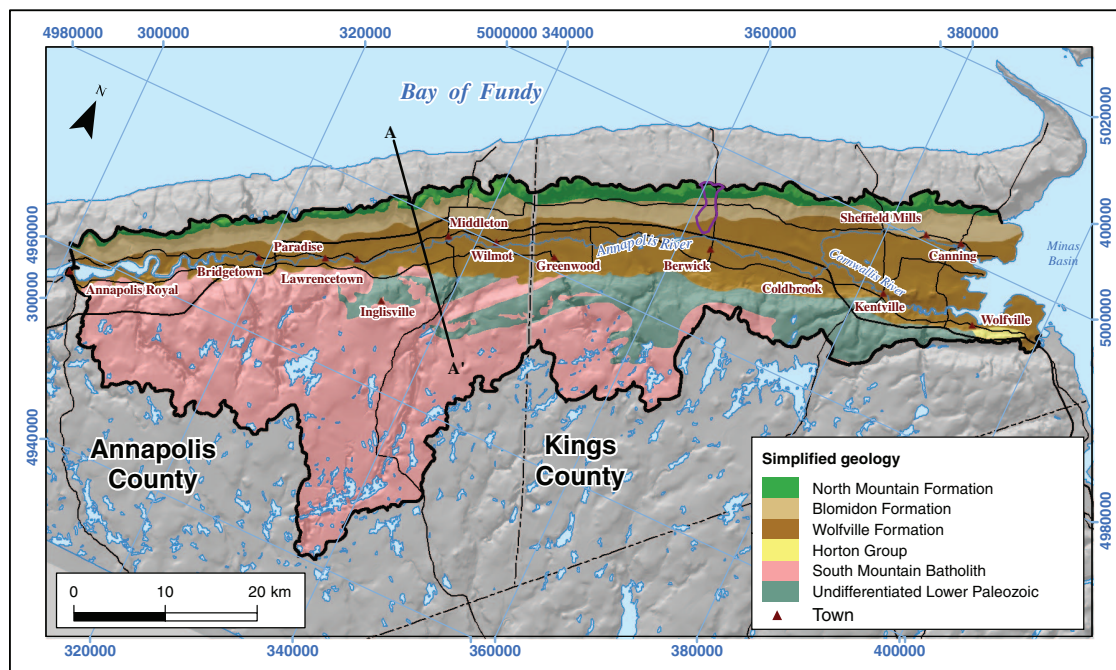 4980000
300000
320000
5000000
340000
360000
380000
N
Bay of Fundy
A
5020000
4960000
Sheffield Mills
4000000
Middleton
Minas
Basin
Paradise
Annapolis River
Canning
Bridgetown
Wilmot
Greenwood
Berwick
Cornwallis River
Annapolis Royal
Lawrencetown
Coldbrook
300000
Inglisville
Kentville
Wolfville
5000000
A'
4940000
Annapolis
County
Kings
County
4980000
Simplified geology
North Mountain Formation
Blomidon Formation
Wolfville Formation
Horton Group
South Mountain Batholith
Undifferentiated Lower Paleozoic
Town
0 10 20 km
320000
340000
360000
380000
400000